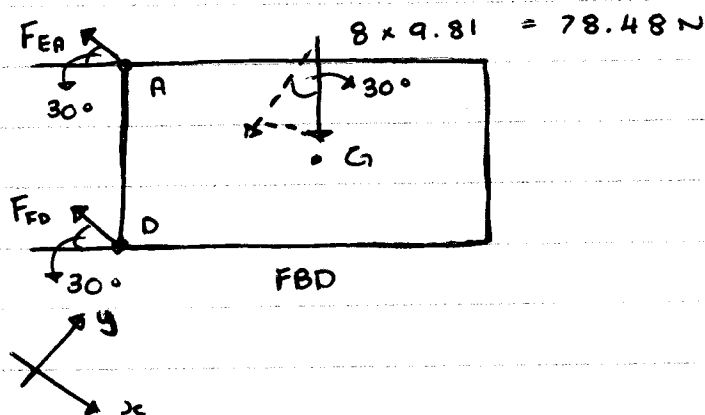 8 × 9.81 = 78.48 N
F_EA
A
30°
30°
G
F_FD
D
30°
FBD
y
x